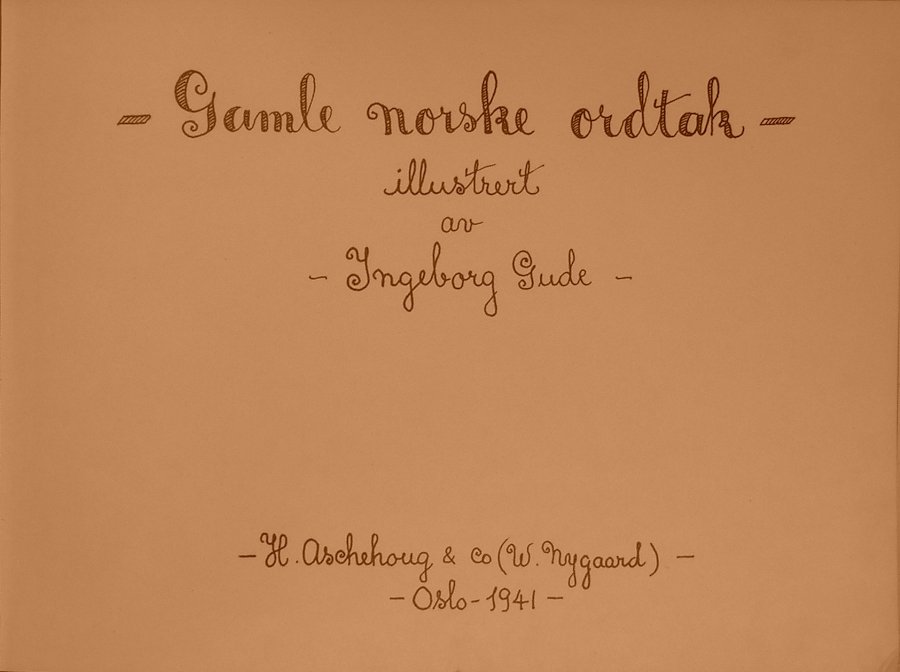 - Gamle norske ordtak -
illustrert
av
- Ingeborg Gude -
- H. Aschehoug & Co (W. Nygaard) -
- Oslo - 1941 -